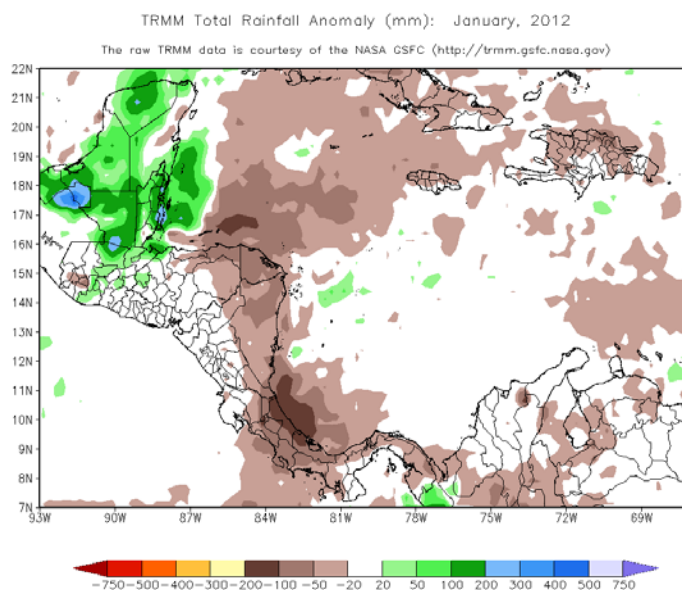 TRMM Total Rainfall Anomaly (mm): January, 2012
The raw TRMM data is courtesy of the NASA GSFC (http://trmm.gsfc.nasa.gov)
22N
21N
20N
19N
18N
17N
16N
15N
14N
13N
12N
11N
10N
9N
8N
7N
93W 90W 87W 84W 81W 78W 75W 72W 69W
-750 -500 -400 -300 -200 -100 -50 -20 20 50 100 200 300 400 500 750